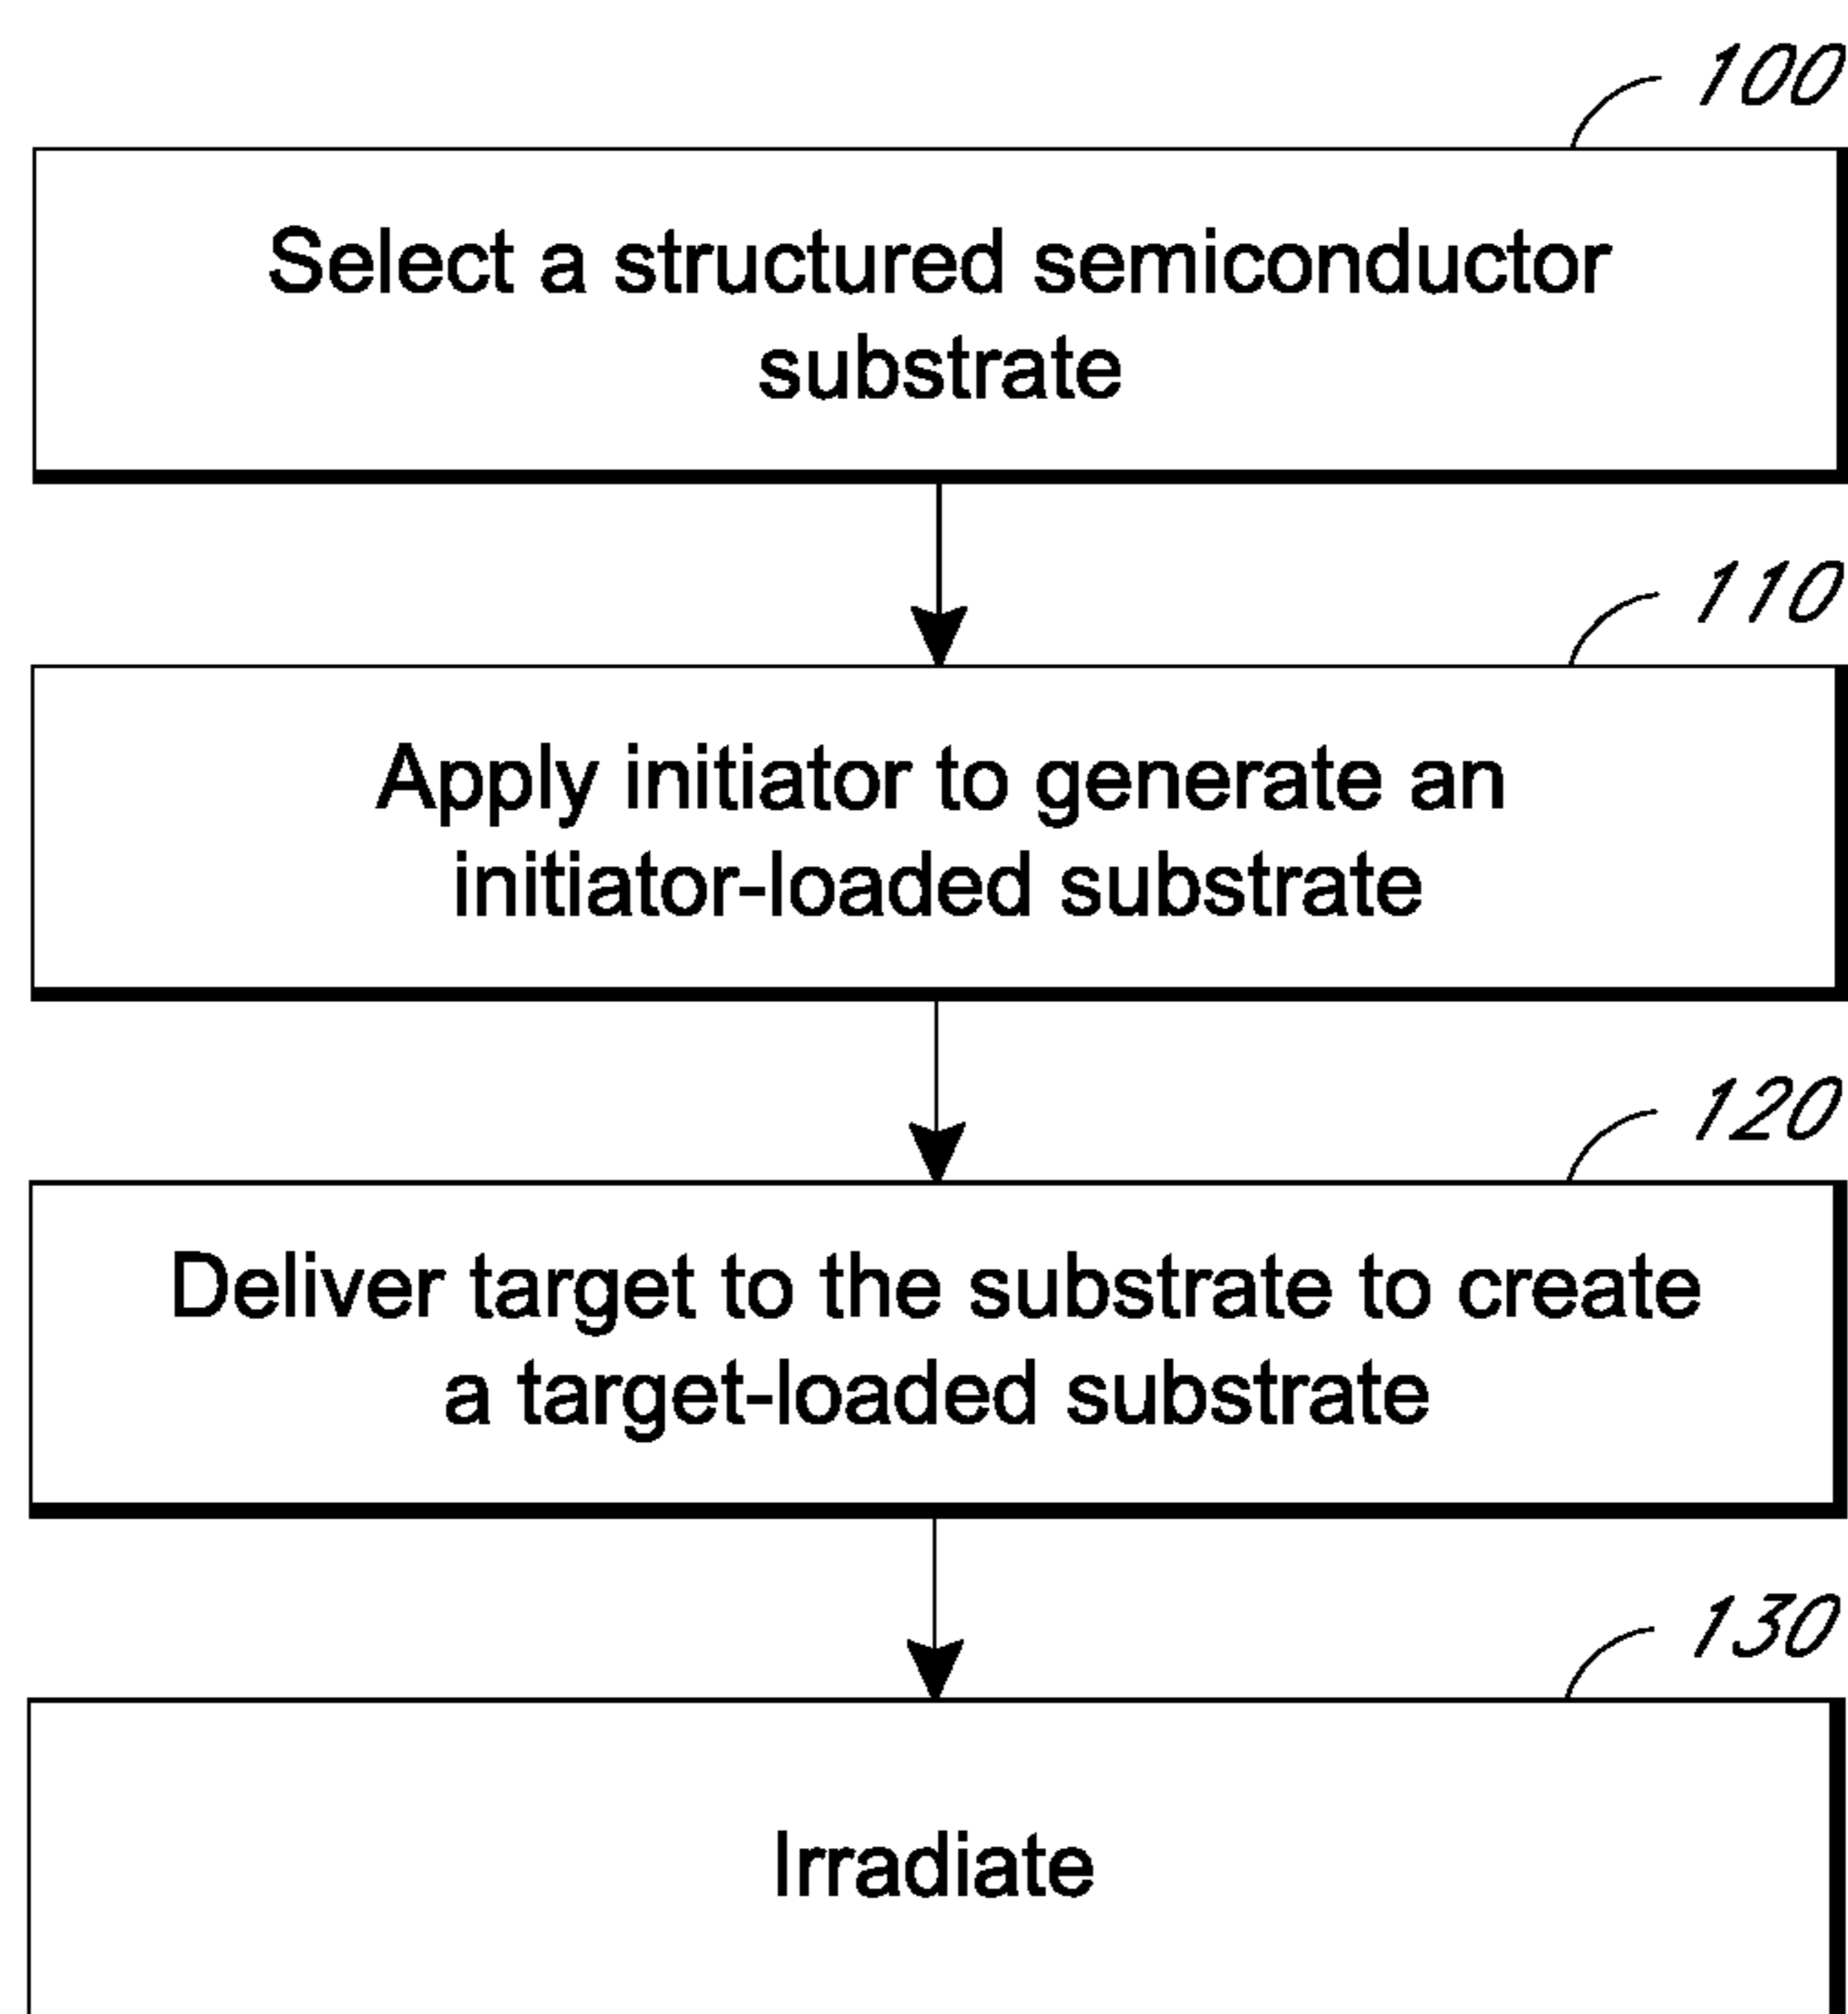 100
Select a structured semiconductor
substrate
110
Apply initiator to generate an
initiator-loaded substrate
120
Deliver target to the substrate to create
a target-loaded substrate
130
Irradiate